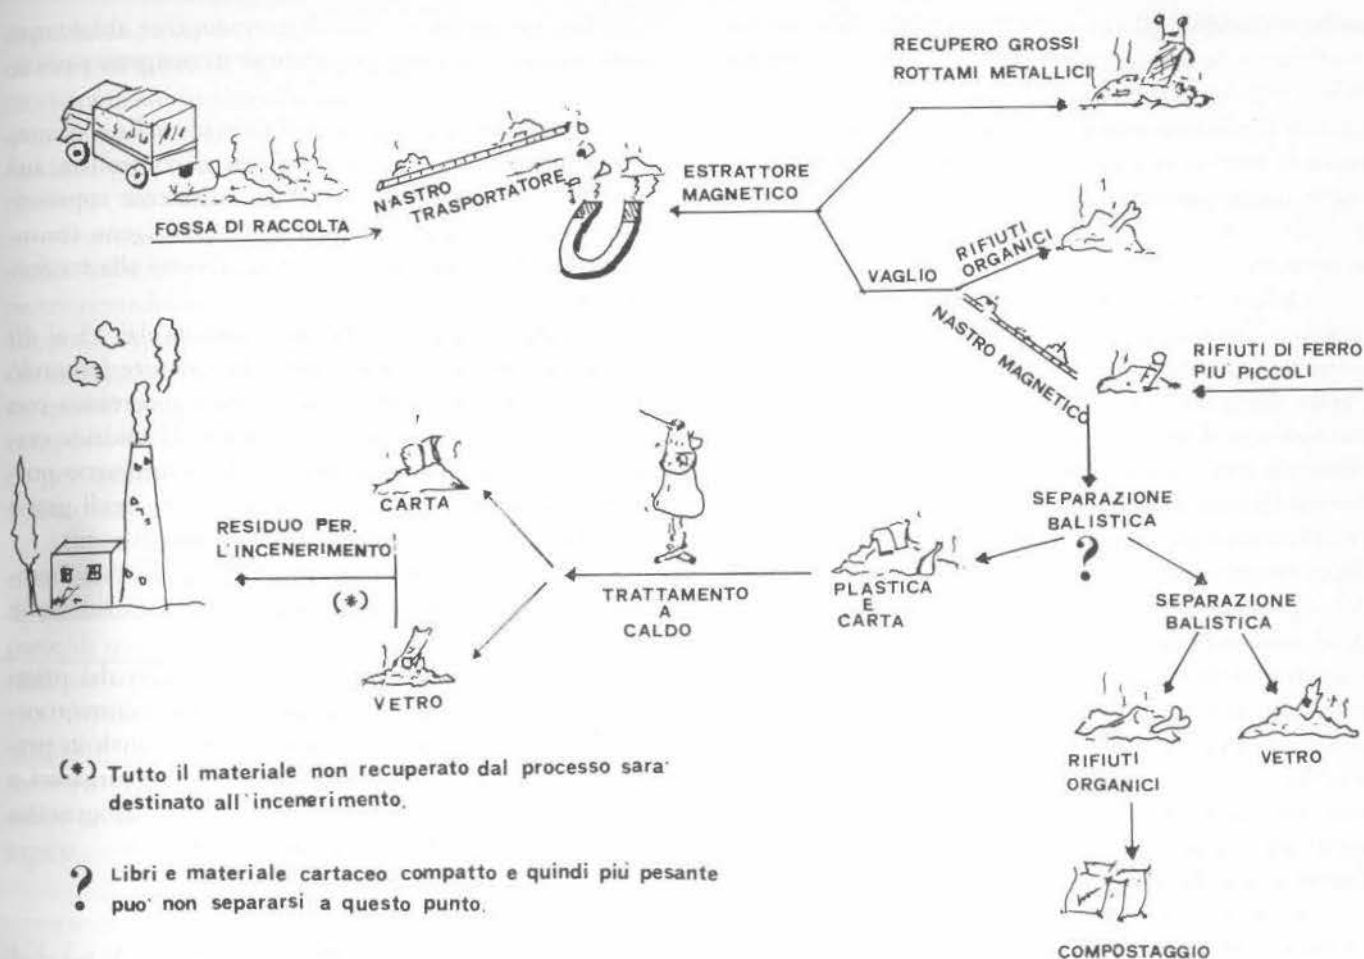 RECUPERO GROSSI
ROTTAMI METALLICI
FOSSA DI RACCOLTA
NASTRO
TRASPORTATORE
ESTRATTORE
MAGNETICO
VAGLIO
RIFIUTI
ORGANICI
NASTRO MAGNETICO
RIFIUTI DI FERRO
PIU' PICCOLI
SEPARAZIONE
BALISTICA
?
SEPARAZIONE
BALISTICA
RIFIUTI
ORGANICI
VETRO
COMPOSTAGGIO
PLASTICA
E
CARTA
TRATTAMENTO
A
CALDO
CARTA
VETRO
RESIDUO PER.
L'INCENERIMENTO
(*)
(*) Tutto il materiale non recuperato dal processo sara'
destinato all'incenerimento.
? Libri e materiale cartaceo compatto e quindi più pesante
puo' non separarsi a questo punto.